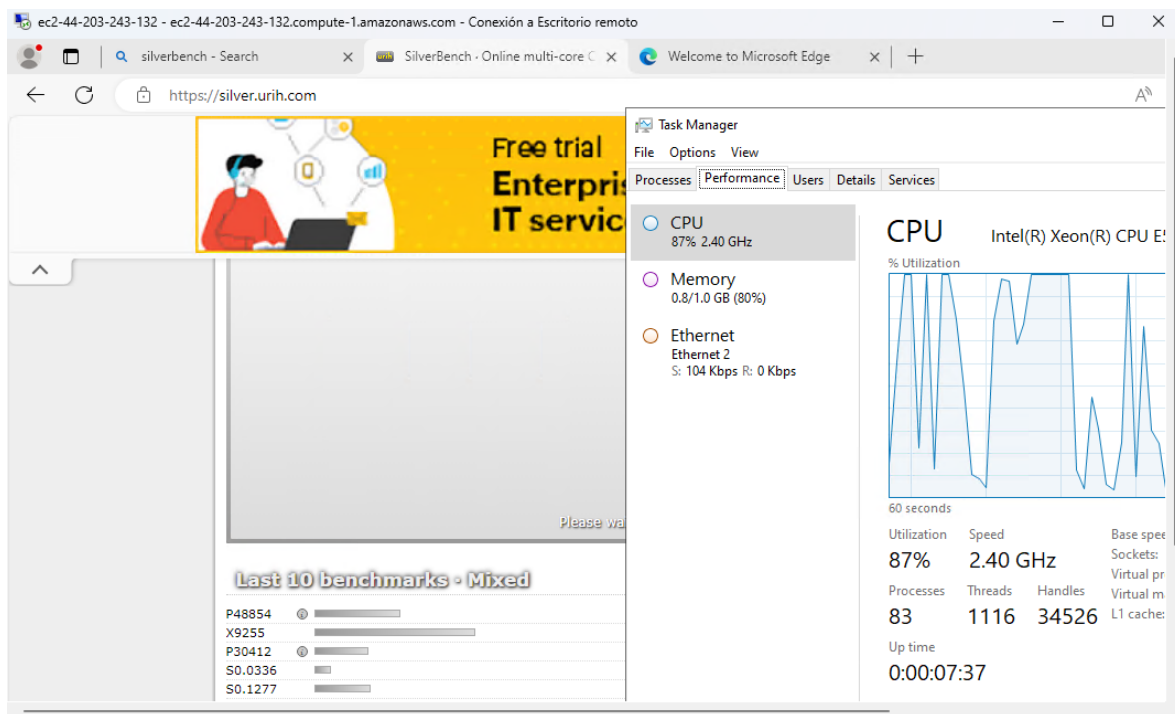 ec2-44-203-243-132 - ec2-44-203-243-132.compute-1.amazonaws.com - Conexión a Escritorio remoto
silverbench - Search
SilverBench - Online multi-core C
Welcome to Microsoft Edge
https://silver.urih.com
Free trial
Enterpris
IT servic
Please wa
Last 10 benchmarks - Mixed
P48854
X9255
P30412
S0.0336
S0.1277
Task Manager
File Options View
Processes Performance Users Details Services
CPU
87% 2.40 GHz
Memory
0.8/1.0 GB (80%)
Ethernet
Ethernet 2
S: 104 Kbps R: 0 Kbps
CPU Intel(R) Xeon(R) CPU E5
% Utilization
60 seconds
Utilization Speed Base spee
87% 2.40 GHz Sockets:
Virtual pr
Processes Threads Handles Virtual m
83 1116 34526 L1 cache:
Up time
0:00:07:37